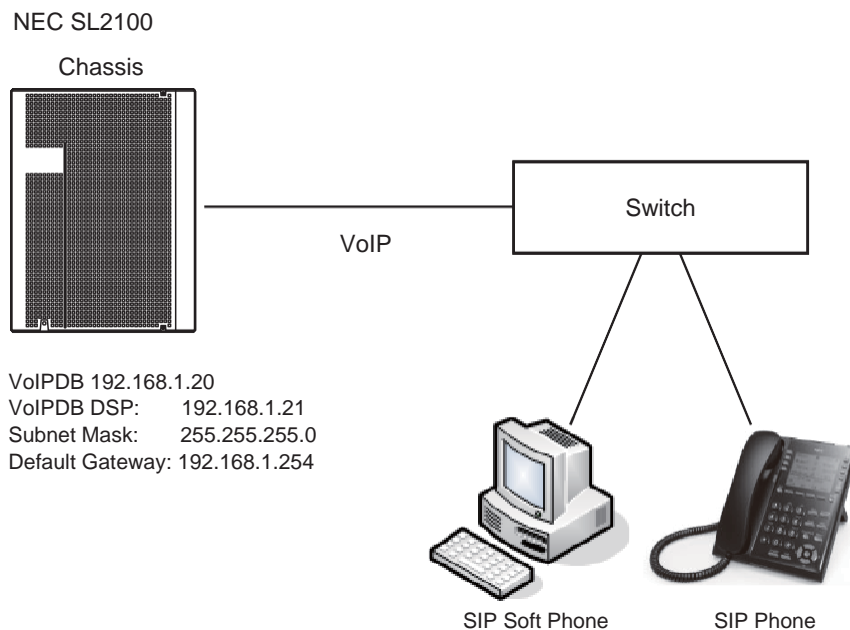 NEC SL2100
Chassis
Switch
VoIP
VoIPDB 192.168.1.20
VoIPDB DSP: 192.168.1.21
Subnet Mask: 255.255.255.0
Default Gateway: 192.168.1.254
SIP Soft Phone
SIP Phone